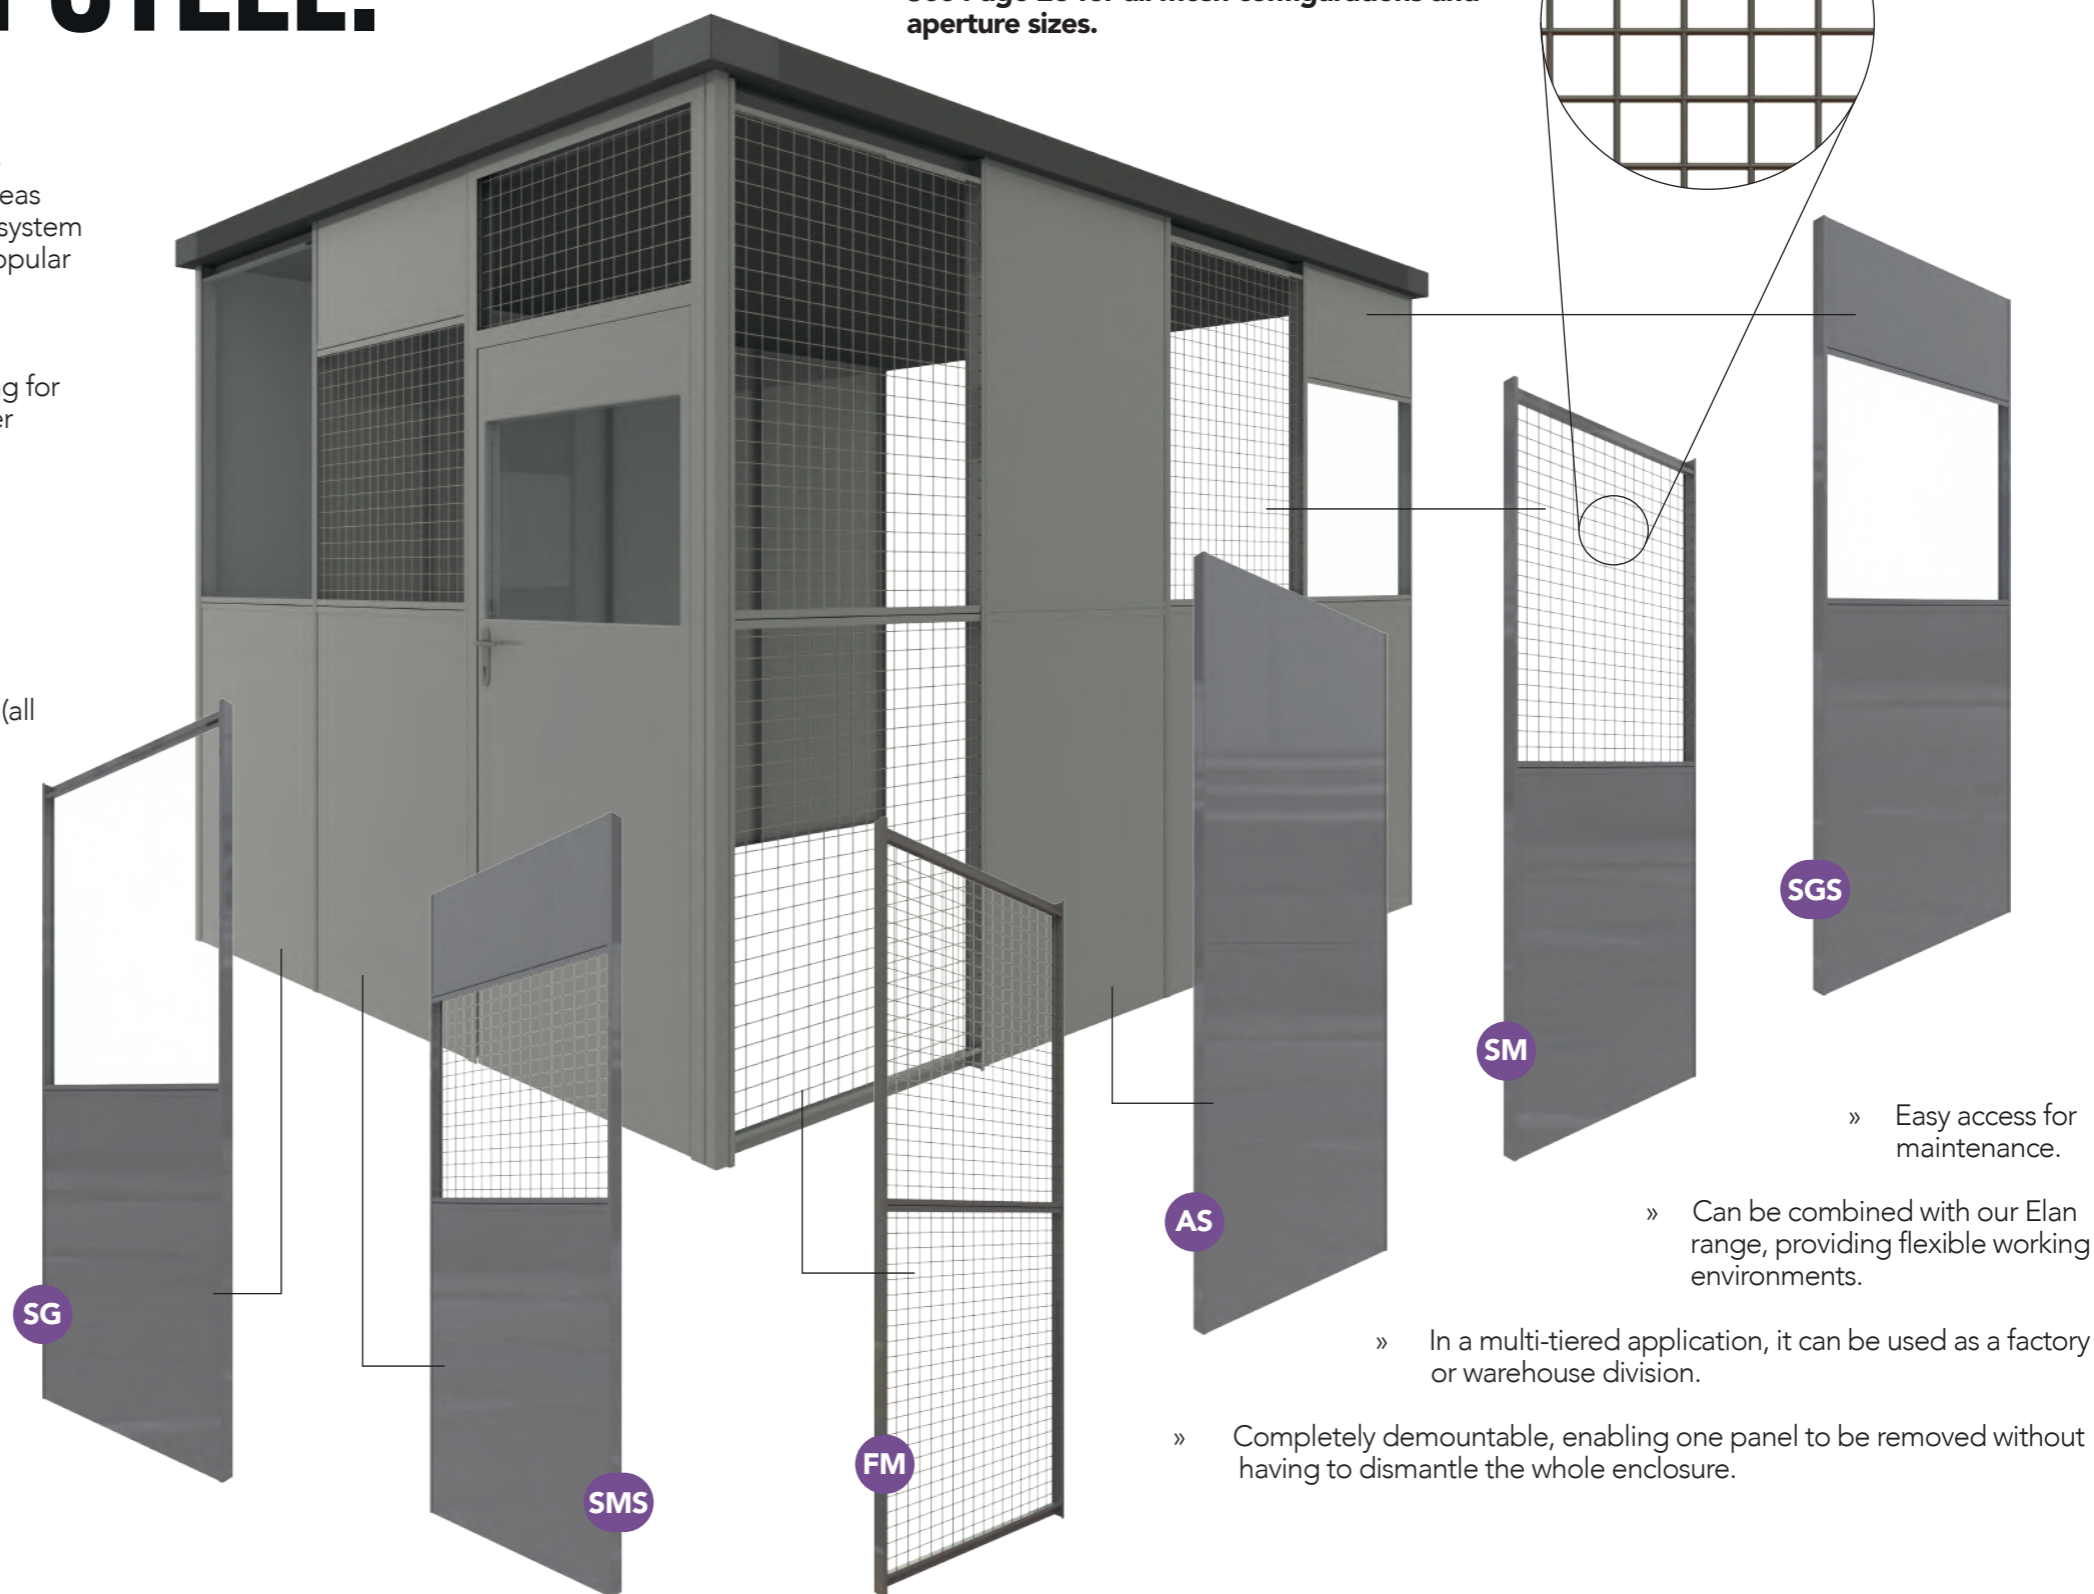 aperture sizes.
eas
system
opular
g for
er
(all
SGS
SM
AS
SG
FM
SMS
» Easy access for
maintenance.
» Can be combined with our Elan
range, providing flexible working
environments.
» In a multi-tiered application, it can be used as a factory
or warehouse division.
» Completely demountable, enabling one panel to be removed without
having to dismantle the whole enclosure.